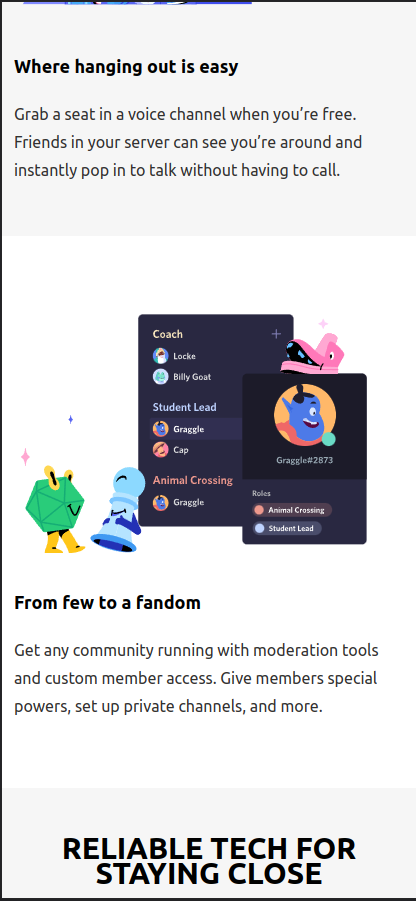 Where hanging out is easy
Grab a seat in a voice channel when you’re free.
Friends in your server can see you’re around and
instantly pop in to talk without having to call.
Coach
Locke
Billy Goat
Student Lead
Graggle
Cap
Animal Crossing
Graggle
Graggle#2873
Roles
Animal Crossing
Student Lead
From few to a fandom
Get any community running with moderation tools
and custom member access. Give members special
powers, set up private channels, and more.
RELIABLE TECH FOR
STAYING CLOSE